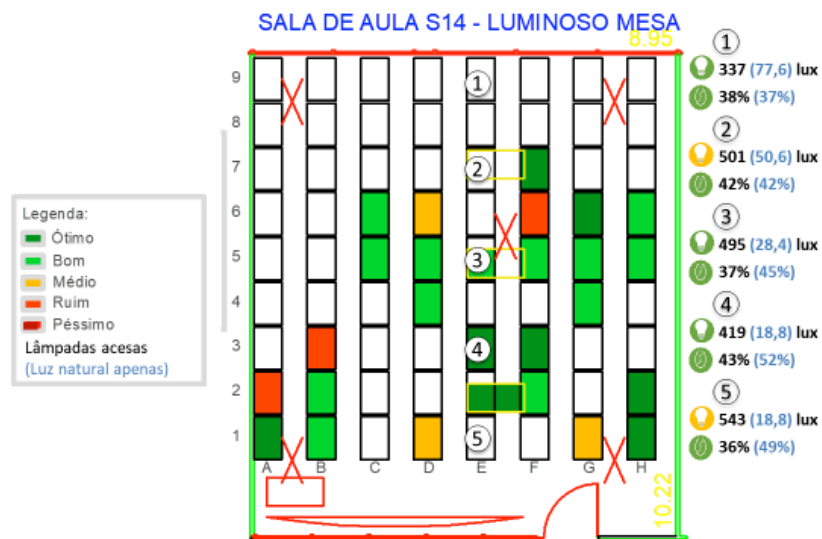 SALA DE AULA S14 - LUMINOSO MESA
8.95
1
337 (77,6) lux
38% (37%)
2
501 (50,6) lux
42% (42%)
3
495 (28,4) lux
37% (45%)
4
419 (18,8) lux
43% (52%)
5
543 (18,8) lux
36% (49%)
9
8
7
6
5
4
3
2
1
1
2
3
4
5
A B C D E F G H
10.22
Legenda:
Ótimo
Bom
Médio
Ruim
Péssimo
Lâmpadas acesas
(Luz natural apenas)